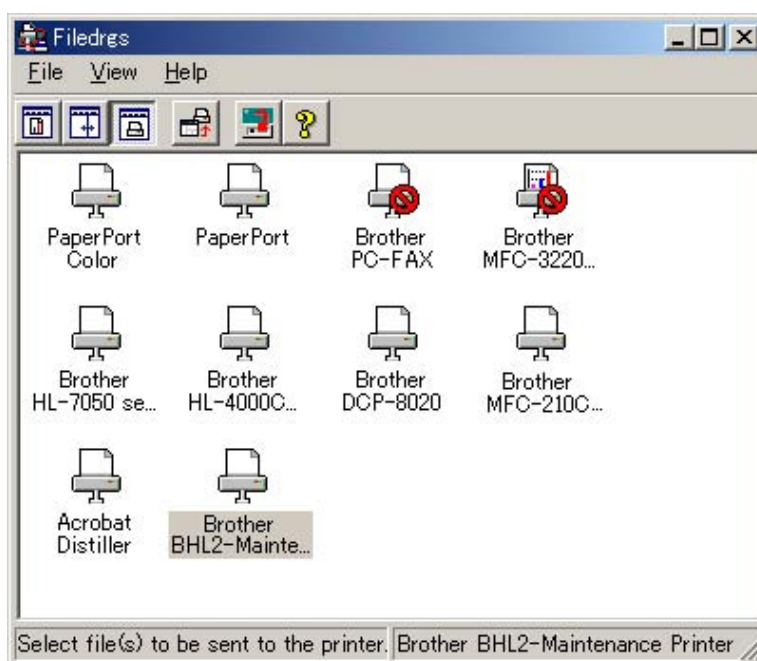 Filedrgs
File View Help
PaperPort
Color
PaperPort
Brother
PC-FAX
Brother
MFC-3220...
Brother
HL-7050 se...
Brother
HL-4000C...
Brother
DCP-8020
Brother
MFC-210C...
Acrobat
Distiller
Brother
BHL2-Mainte...
Select file(s) to be sent to the printer. Brother BHL2-Maintenance Printer